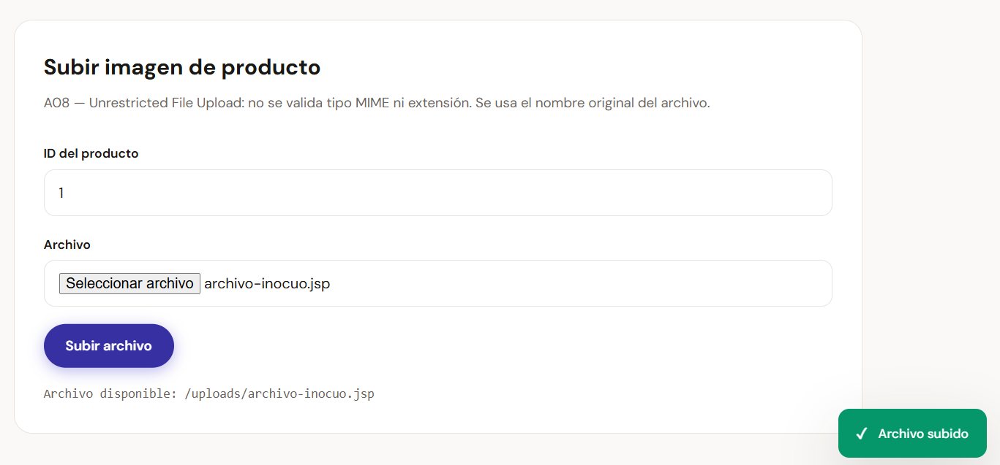 Subir imagen de producto
A08 — Unrestricted File Upload: no se valida tipo MIME ni extensión. Se usa el nombre original del archivo.
ID del producto
1
Archivo
Seleccionar archivo archivo-inocuo.jsp
Subir archivo
Archivo disponible: /uploads/archivo-inocuo.jsp
✓ Archivo subido